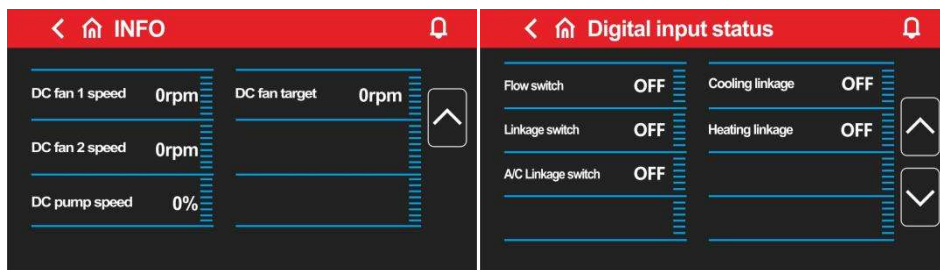 INFO
DC fan 1 speed 0rpm DC fan target 0rpm
DC fan 2 speed 0rpm
DC pump speed 0%
Digital input status
Flow switch OFF Cooling linkage OFF
Linkage switch OFF Heating linkage OFF
A/C Linkage switch OFF